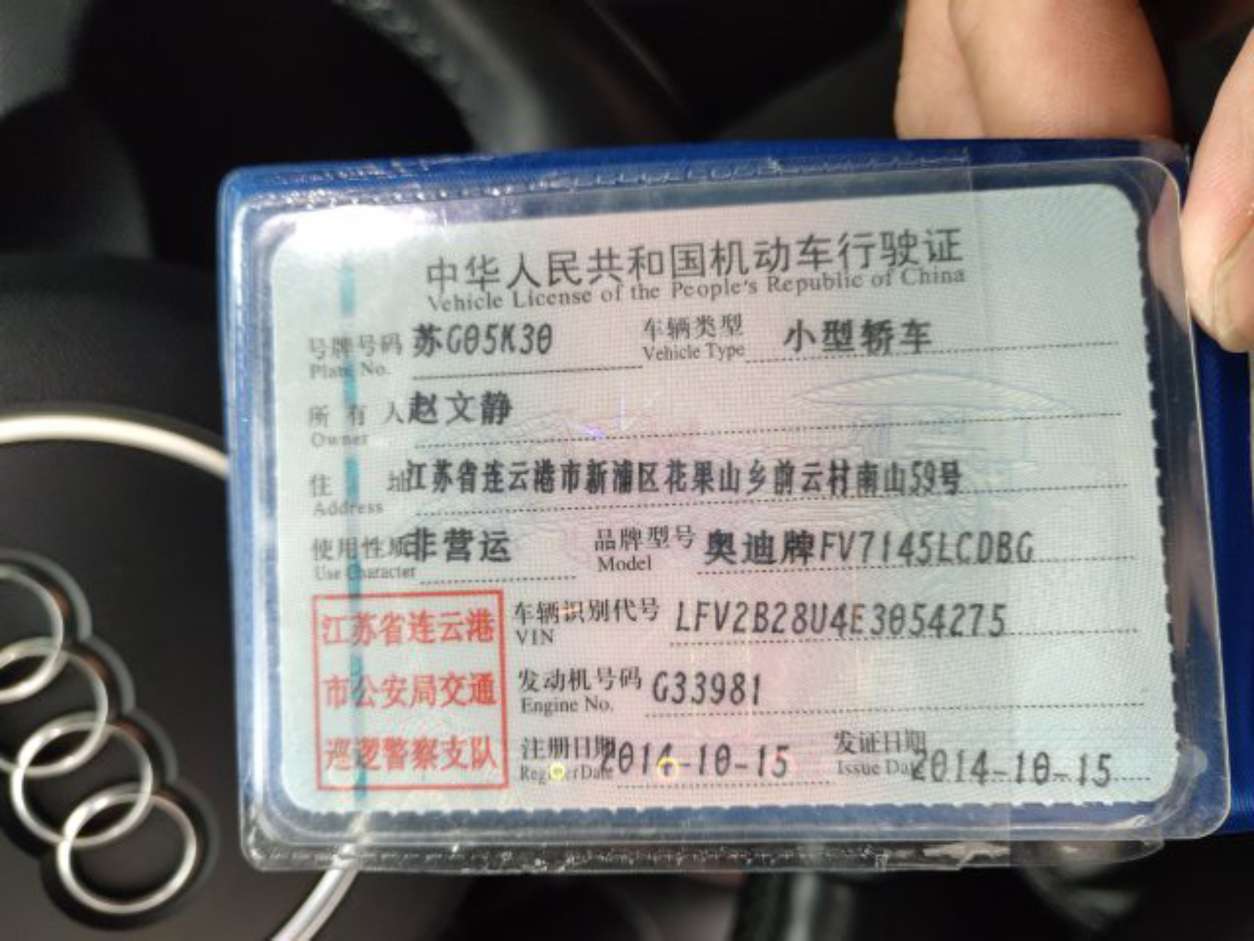 中华人民共和国机动车行驶证
Vehicle License of the People's Republic of China
号牌号码 苏G05K30 车辆类型 小型轿车
Plate No. Vehicle Type
所有人 赵文静
Owner
住址 江苏省连云港市新浦区花果山乡前云村南山59号
Address
使用性质 非营运 品牌型号 奥迪牌FV7145LCDBG
Use Character Model
江苏省连云港 车辆识别代号 LFV2B28U4E3054275
VIN
市公安局交通 发动机号码 G33981
Engine No.
巡逻警察支队 注册日期 2014-10-15 发证日期 2014-10-15
Register Date Issue Date